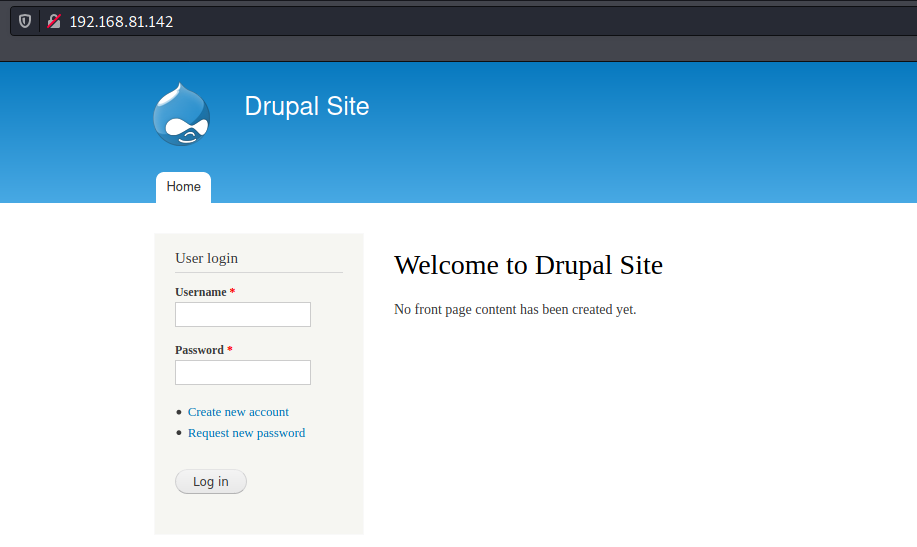 192.168.81.142
Drupal Site
Home
User login
Username *
Password *
Create new account
Request new password
Log in
Welcome to Drupal Site
No front page content has been created yet.